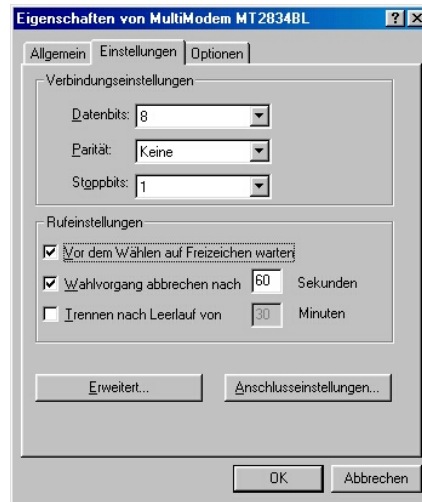 Eigenschaften von MultiModem MT2834BL
Allgemein Einstellungen Optionen
Verbindungseinstellungen
Datenbits: 8
Parität: Keine
Stoppbits: 1
Rufeinstellungen
Vor dem Wählen auf Freizeichen warten
Wahlvorgang abbrechen nach 60 Sekunden
Trennen nach Leerlauf von 30 Minuten
Erweitert... Anschlusseinstellungen...
OK Abbrechen